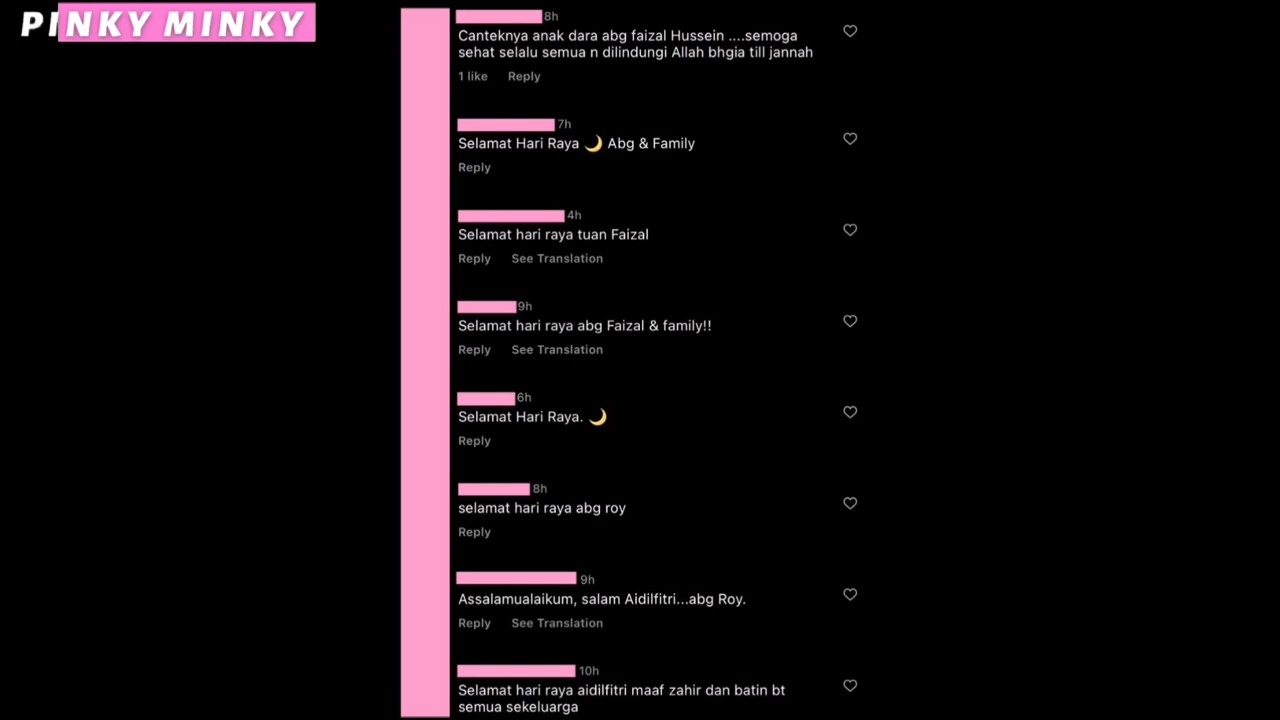 PINKY MINKY
8h
Canteknya anak dara abg faizal Hussein ....semoga
sehat selalu semua n dilindungi Allah bhgia till jannah
1 like Reply
7h
Selamat Hari Raya 🌙 Abg & Family
Reply
4h
Selamat hari raya tuan Faizal
Reply See Translation
9h
Selamat hari raya abg Faizal & family!!
Reply See Translation
6h
Selamat Hari Raya. 🌙
Reply
8h
selamat hari raya abg roy
Reply
9h
Assalamualaikum, salam Aidilfitri...abg Roy.
Reply See Translation
10h
Selamat hari raya aidilfitri maaf zahir dan batin bt
semua sekeluarga